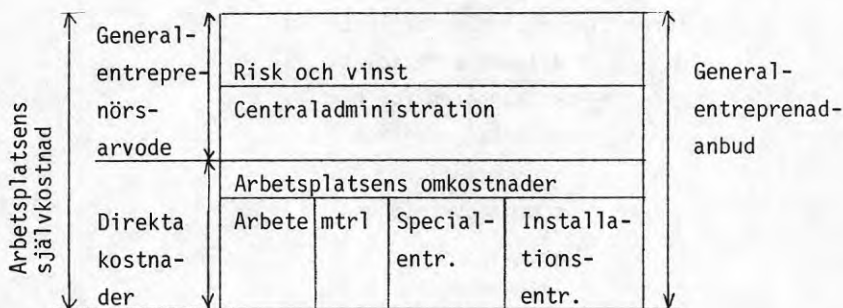 Arbetsplatsens
självkostnad
General-
entrepre-
nörs-
arvode
Direkta
kostna-
der
Risk och vinst
Centraladministration
Arbetsplatsens omkostnader
Arbete
mtrl
Special-
entr.
Installa-
tions-
entr.
General-
entreprenad-
anbud